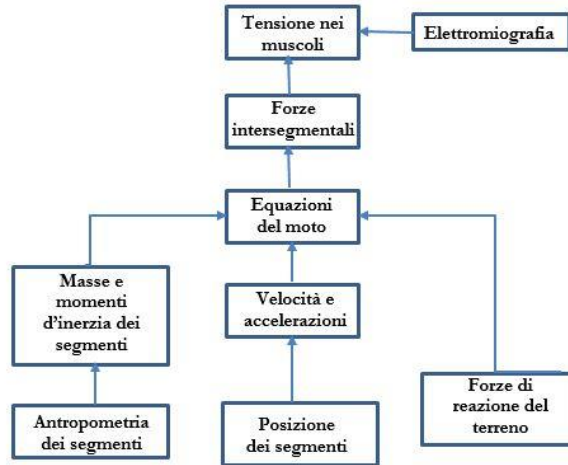 Tensione nei
muscoli
Elettromiografia
Forze
intersegmentali
Equazioni
del moto
Masse e
momenti
d'inerzia dei
segmenti
Velocità e
accelerazioni
Forze di
reazione del
terreno
Antropometria
dei segmenti
Posizione
dei segmenti